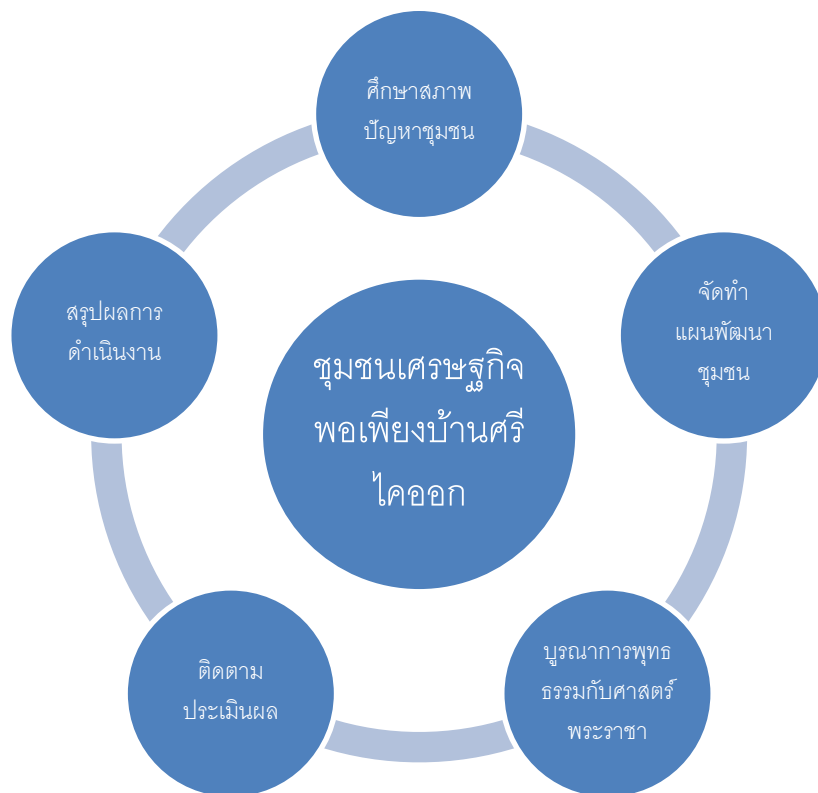 ศึกษาสภาพ
ปัญหาชุมชน
จัดทำ
แผนพัฒนา
ชุมชน
บูรณาการพุทธ
ธรรมกับศาสตร์
พระราชา
ติดตาม
ประเมินผล
สรุปผลการ
ดำเนินงาน
ชุมชนเศรษฐกิจ
พอเพียงบ้านศรี
ไคออก